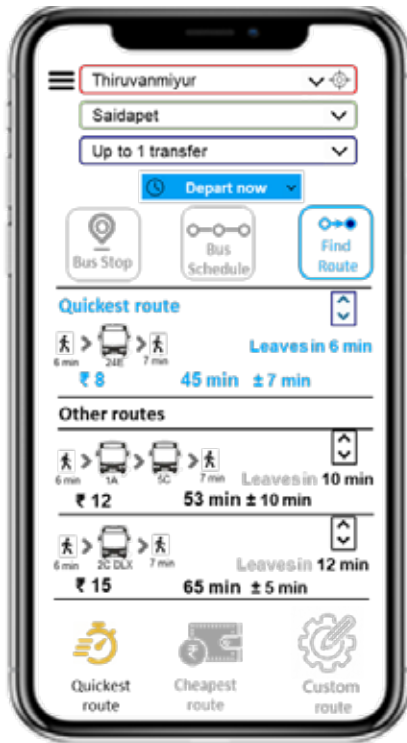 Thiruvanmiyur
Saidapet
Up to 1 transfer
Depart now
Bus Stop
Bus
Schedule
Find
Route
Quickest route
6 min 24E 7 min
Leaves in 6 min
₹ 8 45 min ± 7 min
Other routes
6 min 1A 5C 7 min
Leaves in 10 min
₹ 12 53 min ± 10 min
6 min 2C DLX 7 min
Leaves in 12 min
₹ 15 65 min ± 5 min
₹
Quickest
route
Cheapest
route
Custom
route